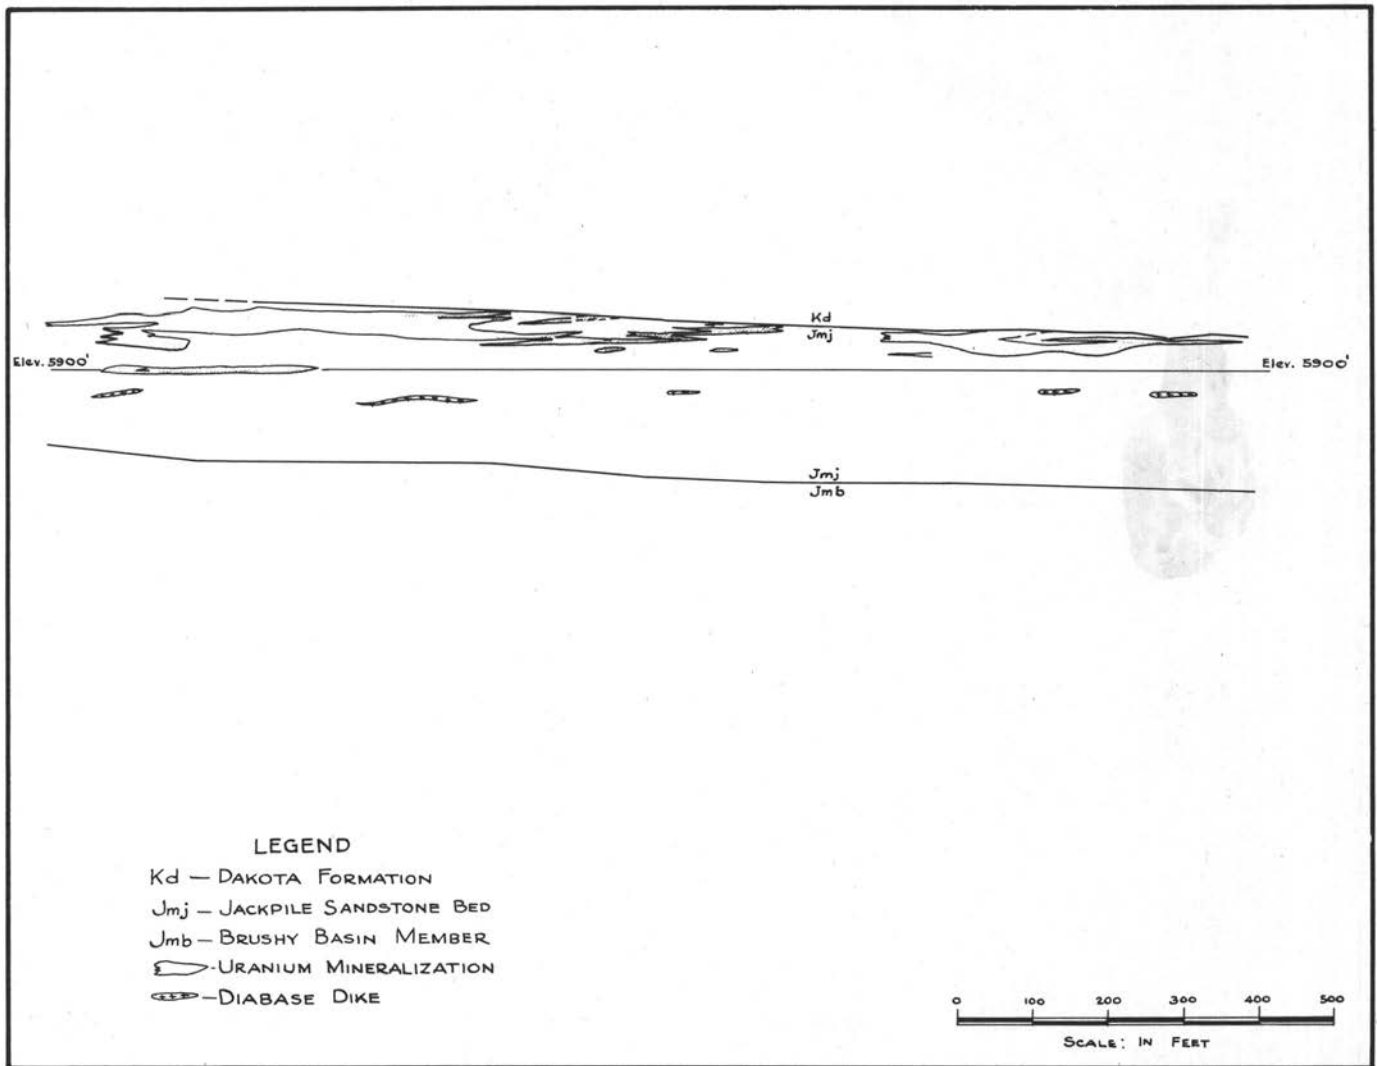 Kd
Jmj
Elev. 5900'
Elev. 5900'
Jmj
Jmb
LEGEND
Kd — DAKOTA FORMATION
Jmj — JACKPILE SANDSTONE BED
Jmb — BRUSHY BASIN MEMBER
- URANIUM MINERALIZATION
— DIABASE DIKE
0 100 200 300 400 500
SCALE: IN FEET